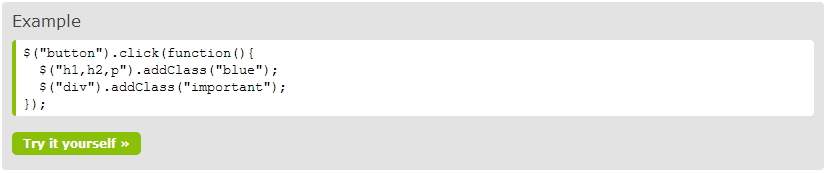 Example
$("button").click(function(){
  $("h1,h2,p").addClass("blue");
  $("div").addClass("important");
});
Try it yourself »